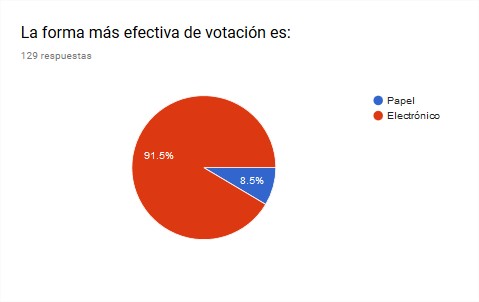 La forma más efectiva de votación es:
129 respuestas
Papel
Electrónico
91.5%
8.5%